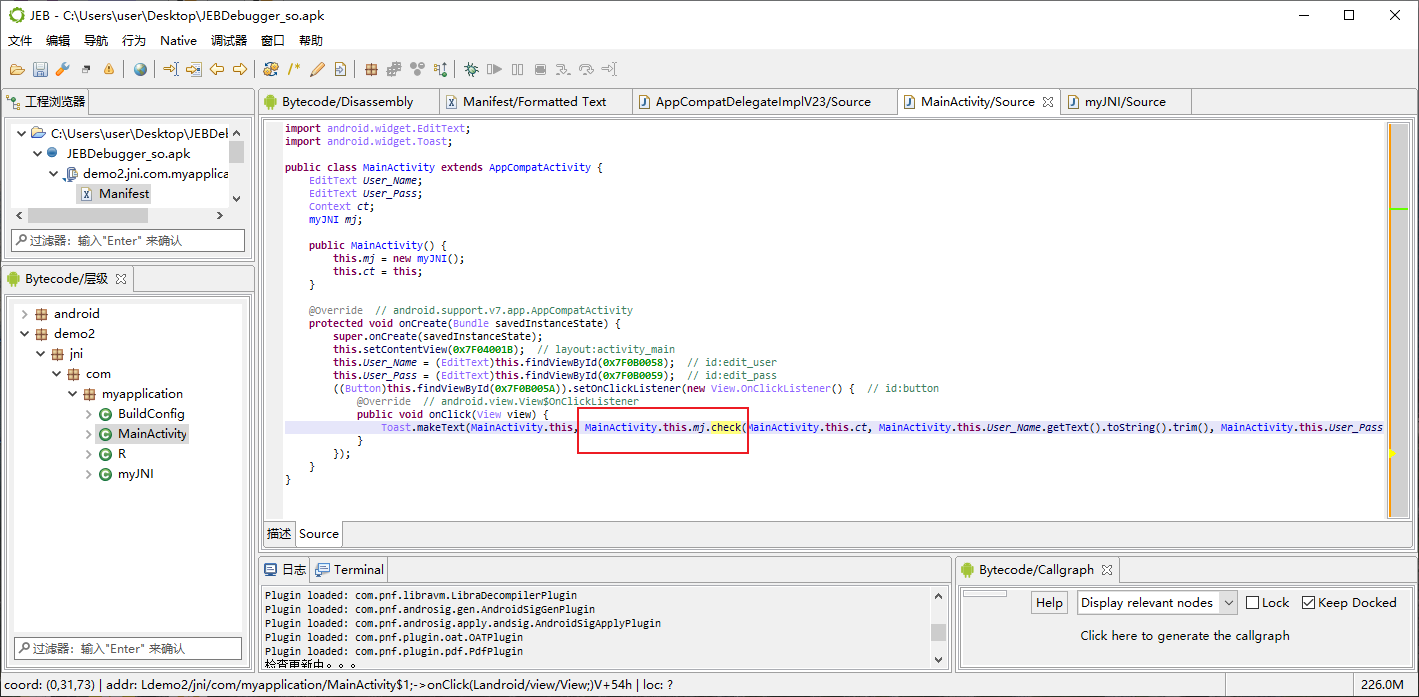 JEB - C:\Users\user\Desktop\JEBDebugger_so.apk
文件 编辑 导航 行为 Native 调试器 窗口 帮助
工程浏览器
C:\Users\user\Desktop\JEBDe
JEBDebugger_so.apk
demo2.jni.com.myapplica
Manifest
过滤器: 输入"Enter" 来确认
Bytecode/层级
android
demo2
jni
com
myapplication
BuildConfig
MainActivity
R
myJNI
过滤器: 输入"Enter" 来确认
Bytecode/Disassembly Manifest/Formatted Text AppCompatDelegateImplV23/Source MainActivity/Source myJNI/Source
import android.widget.EditText;
import android.widget.Toast;
public class MainActivity extends AppCompatActivity {
EditText User_Name;
EditText User_Pass;
Context ct;
myJNI mj;
public MainActivity() {
this.mj = new myJNI();
this.ct = this;
}
@Override // android.support.v7.app.AppCompatActivity
protected void onCreate(Bundle savedInstanceState) {
super.onCreate(savedInstanceState);
this.setContentView(0x7F04001B); // layout:activity_main
this.User_Name = (EditText)this.findViewById(0x7F0B0058); // id:edit_user
this.User_Pass = (EditText)this.findViewById(0x7F0B0059); // id:edit_pass
((Button)this.findViewById(0x7F0B005A)).setOnClickListener(new View.OnClickListener() { // id:button
@Override // android.view.View$OnClickListener
public void onClick(View view) {
Toast.makeText(MainActivity.this, MainActivity.this.mj.check(MainActivity.this.ct, MainActivity.this.User_Name.getText().toString().trim(), MainActivity.this.User_Pass
}
});
}
}
描述 Source
日志 Terminal
Plugin loaded: com.pnf.libravm.LibraDecompilerPlugin
Plugin loaded: com.pnf.androsig.gen.AndroidSigGenPlugin
Plugin loaded: com.pnf.androsig.apply.andsig.AndroidSigApplyPlugin
Plugin loaded: com.pnf.plugin.oat.OATPlugin
Plugin loaded: com.pnf.plugin.pdf.PdfPlugin
检查更新中。。。
Bytecode/Callgraph
Help Display relevant nodes Lock Keep Docked
Click here to generate the callgraph
coord: (0,31,73) | addr: Ldemo2/jni/com/myapplication/MainActivity$1;->onClick(Landroid/view/View;)V+54h | loc: ? 226.0M